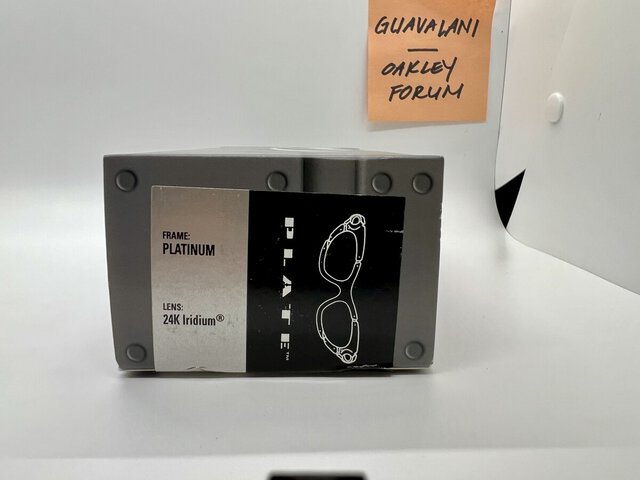 GUAVALANI
—
OAKLEY
FORUM
FRAME:
PLATINUM
LENS:
24K Iridium®
PLATE™